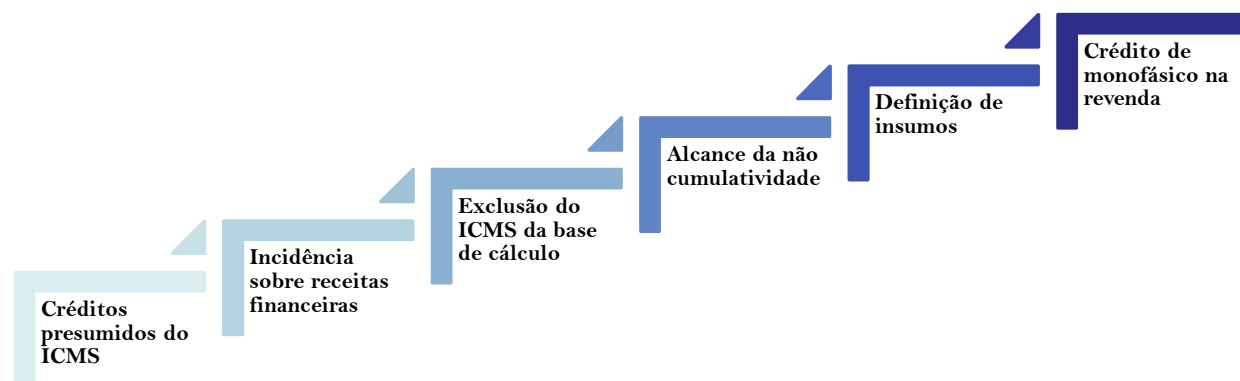 Créditos
presumidos do
ICMS
Incidência
sobre receitas
financeiras
Exclusão do
ICMS da base
de cálculo
Alcance da não
cumulatividade
Definição de
insumos
Crédito de
monofásico na
revenda